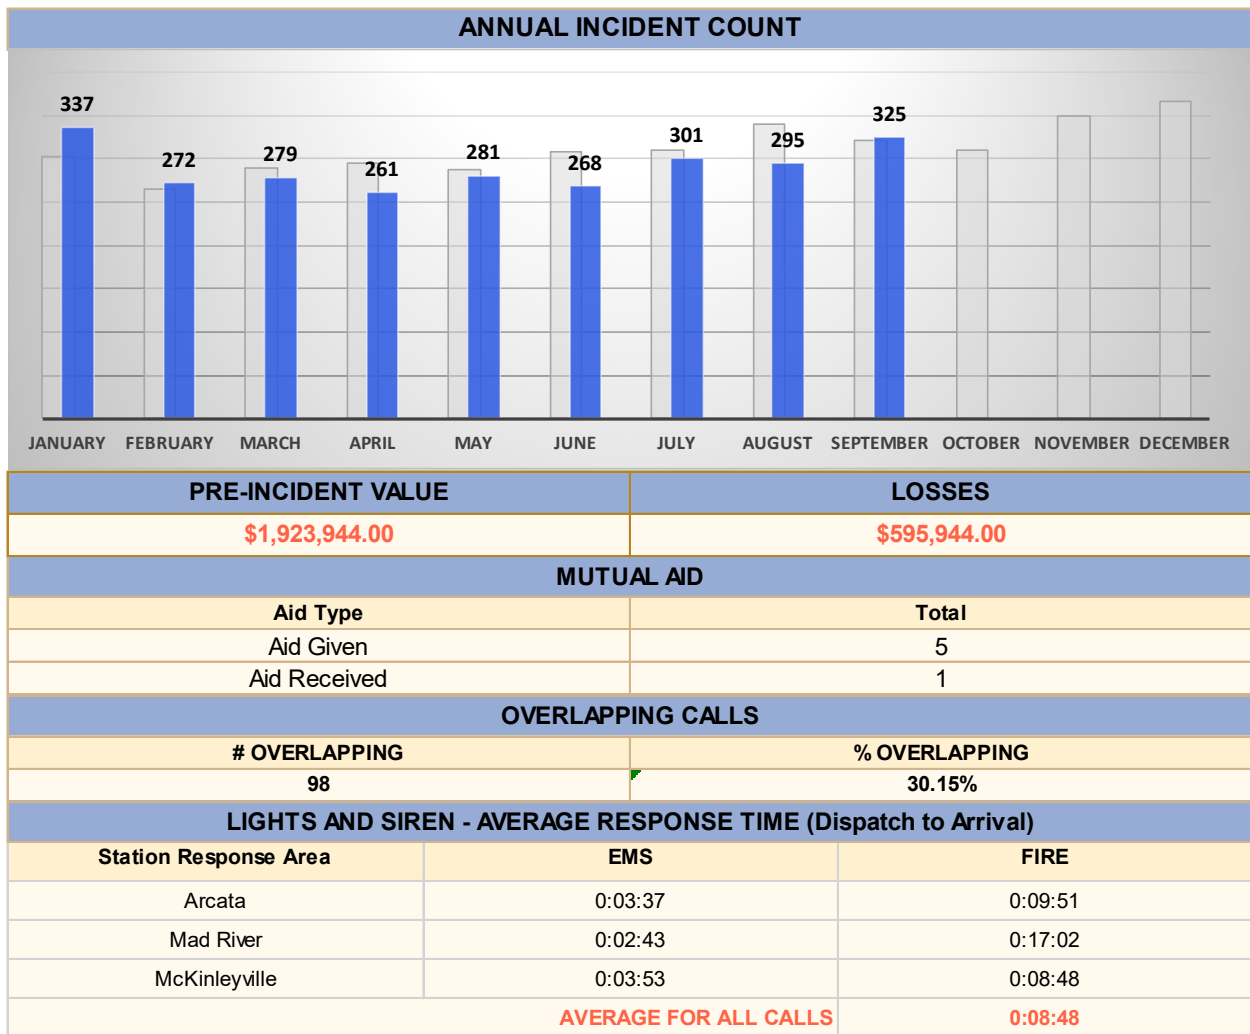 ANNUAL INCIDENT COUNT
337 272 279 261 281 268 301 295 325
JANUARY FEBRUARY MARCH APRIL MAY JUNE JULY AUGUST SEPTEMBER OCTOBER NOVEMBER DECEMBER
PRE-INCIDENT VALUE LOSSES
$1,923,944.00 $595,944.00
MUTUAL AID
Aid Type Total
Aid Given 5
Aid Received 1
OVERLAPPING CALLS
# OVERLAPPING % OVERLAPPING
98 30.15%
LIGHTS AND SIREN - AVERAGE RESPONSE TIME (Dispatch to Arrival)
Station Response Area EMS FIRE
Arcata 0:03:37 0:09:51
Mad River 0:02:43 0:17:02
McKinleyville 0:03:53 0:08:48
AVERAGE FOR ALL CALLS 0:08:48